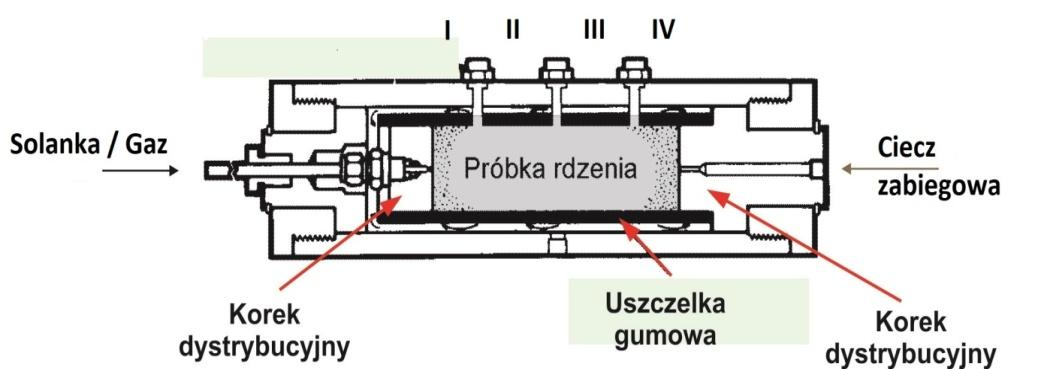 I II III IV
Solanka / Gaz
Próbka rdzenia
Ciecz
zabiegowa
Korek
dystrybucyjny
Uszczelka
gumowa
Korek
dystrybucyjny